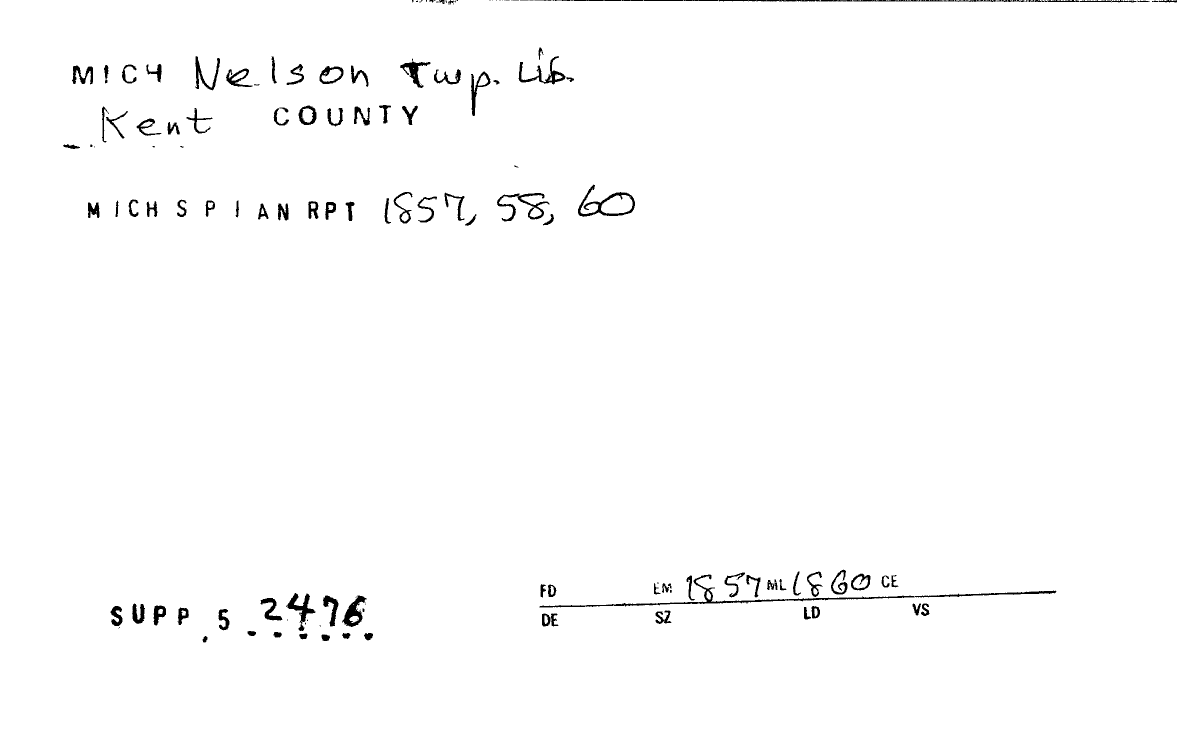 MICH Nelson Twp. Lib.
Kent COUNTY
MICH S P I AN RPT 1857, 58, 60
FD EM 1857 ML 1860 CE
DE SZ LD VS
SUPP. 5 2476